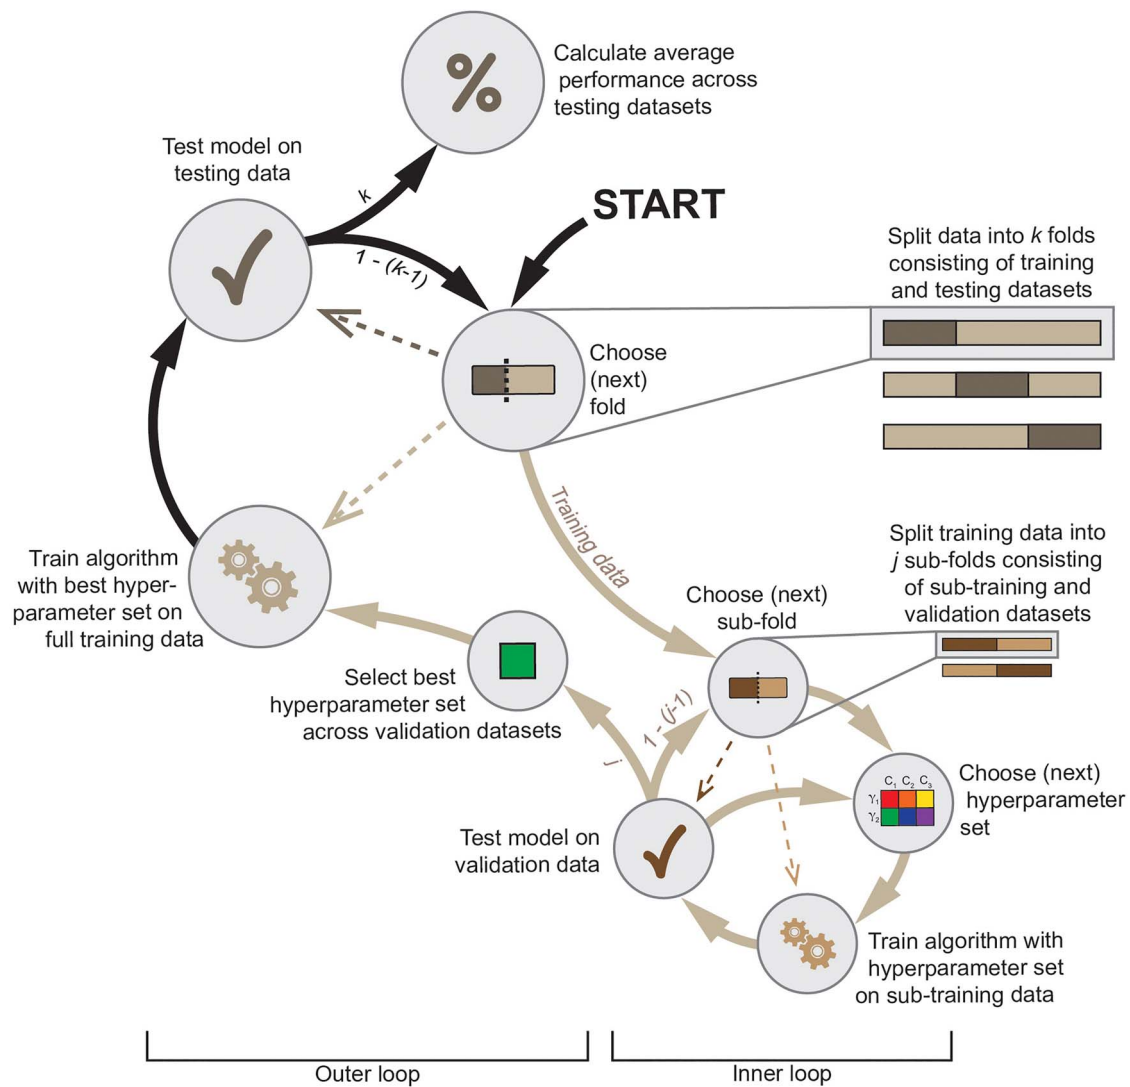 Calculate average
performance across
testing datasets
Test model on
testing data
k
START
1 - (k-1)
Split data into k folds
consisting of training
and testing datasets
Choose
(next)
fold
Training data
Split training data into
j sub-folds consisting
of sub-training and
validation datasets
Train algorithm
with best hyper-
parameter set on
full training data
Choose (next)
sub-fold
Select best
hyperparameter set
across validation datasets
j
1 - (j-1)
C1 C2 C3
γ1
γ2
Choose (next)
hyperparameter
set
Test model on
validation data
Train algorithm with
hyperparameter set
on sub-training data
Outer loop
Inner loop